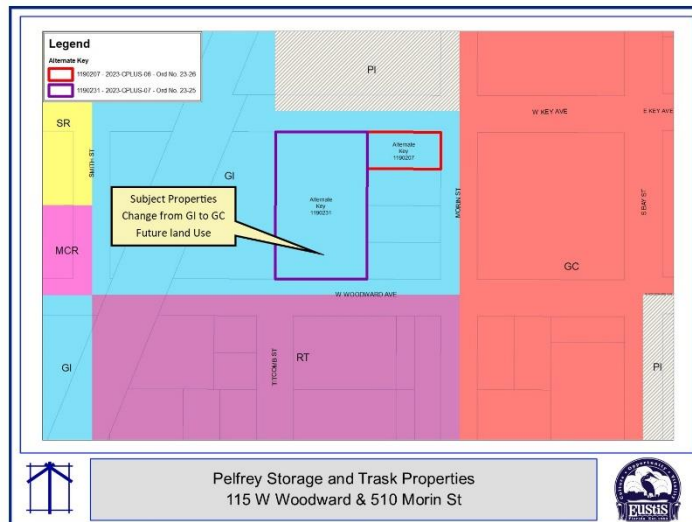 Legend
Alternate Key
1190207 - 2023-CPLUS-08 - Ord No. 23-26
1190231 - 2023-CPLUS-07 - Ord No. 23-25
PI
SR
SMITH ST
GI
W KEY AVE
E KEY AVE
Alternate
Key
1190207
Alternate
Key
1190231
MORIN ST
S BAY ST
Subject Properties
Change from GI to GC
Future land Use
MCR
GC
W WOODWARD AVE
GI
TITCOMB ST
RT
PI
Pelfrey Storage and Trask Properties
115 W Woodward & 510 Morin St
EUSTIS